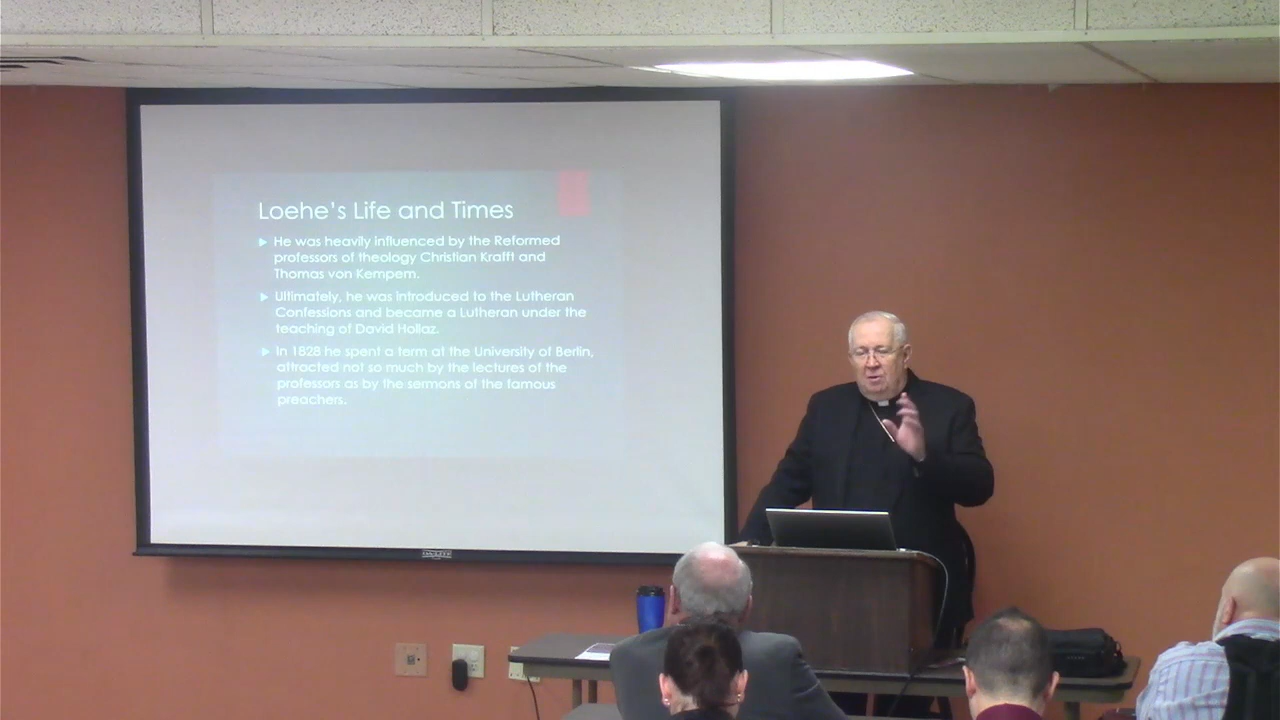 Loehe's Life and Times
He was heavily influenced by the Reformed
professors of theology Christian Krafft and
Thomas von Kempem.
Ultimately, he was introduced to the Lutheran
Confessions and became a Lutheran under the
teaching of David Hollaz.
In 1828 he spent a term at the University of Berlin,
attracted not so much by the lectures of the
professors as by the sermons of the famous
preachers.